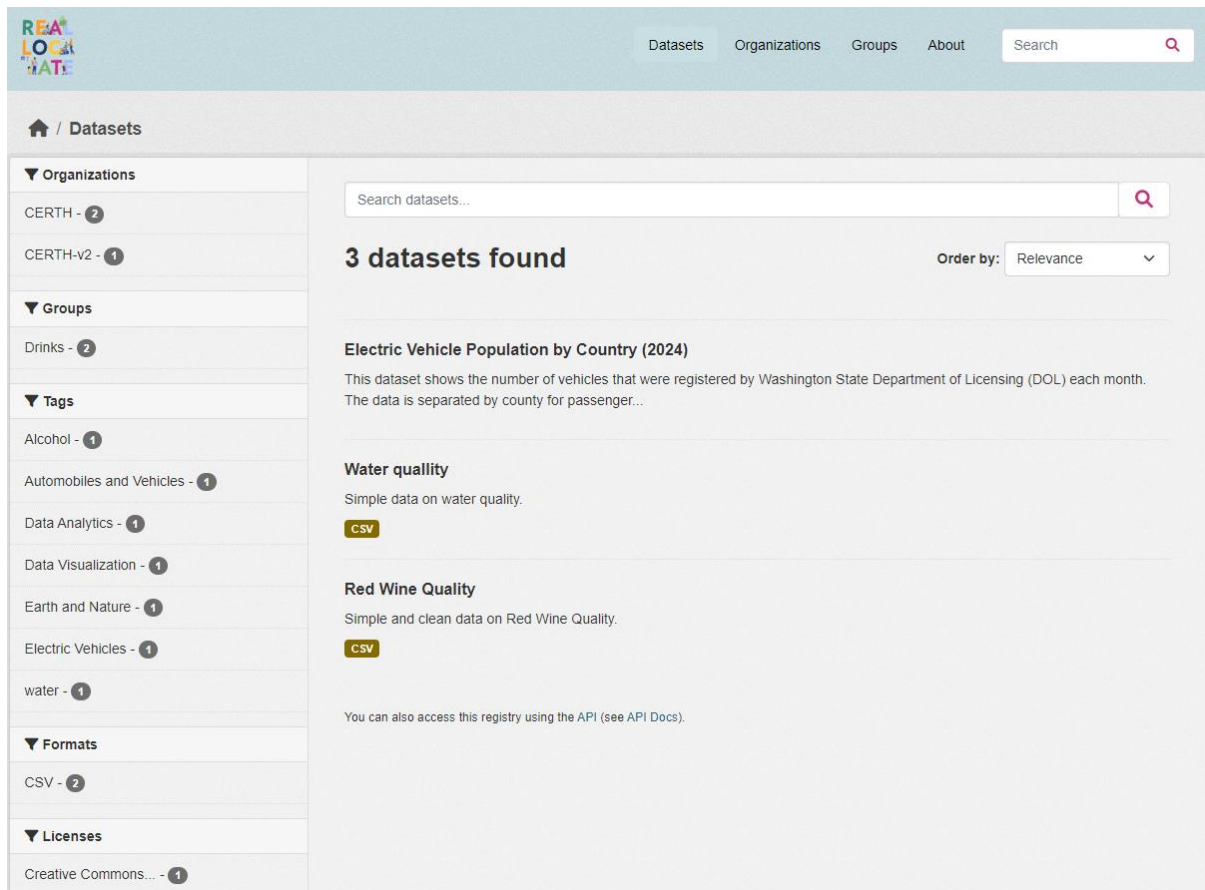 REAL
LOC
ATE
Datasets
Organizations
Groups
About
Search
/ Datasets
Organizations
CERTH - 2
CERTH-v2 - 1
Groups
Drinks - 2
Tags
Alcohol - 1
Automobiles and Vehicles - 1
Data Analytics - 1
Data Visualization - 1
Earth and Nature - 1
Electric Vehicles - 1
water - 1
Formats
CSV - 2
Licenses
Creative Commons... - 1
Search datasets...
3 datasets found
Order by: Relevance
Electric Vehicle Population by Country (2024)
This dataset shows the number of vehicles that were registered by Washington State Department of Licensing (DOL) each month.
The data is separated by county for passenger...
Water quallity
Simple data on water quality.
CSV
Red Wine Quality
Simple and clean data on Red Wine Quality.
CSV
You can also access this registry using the API (see API Docs).